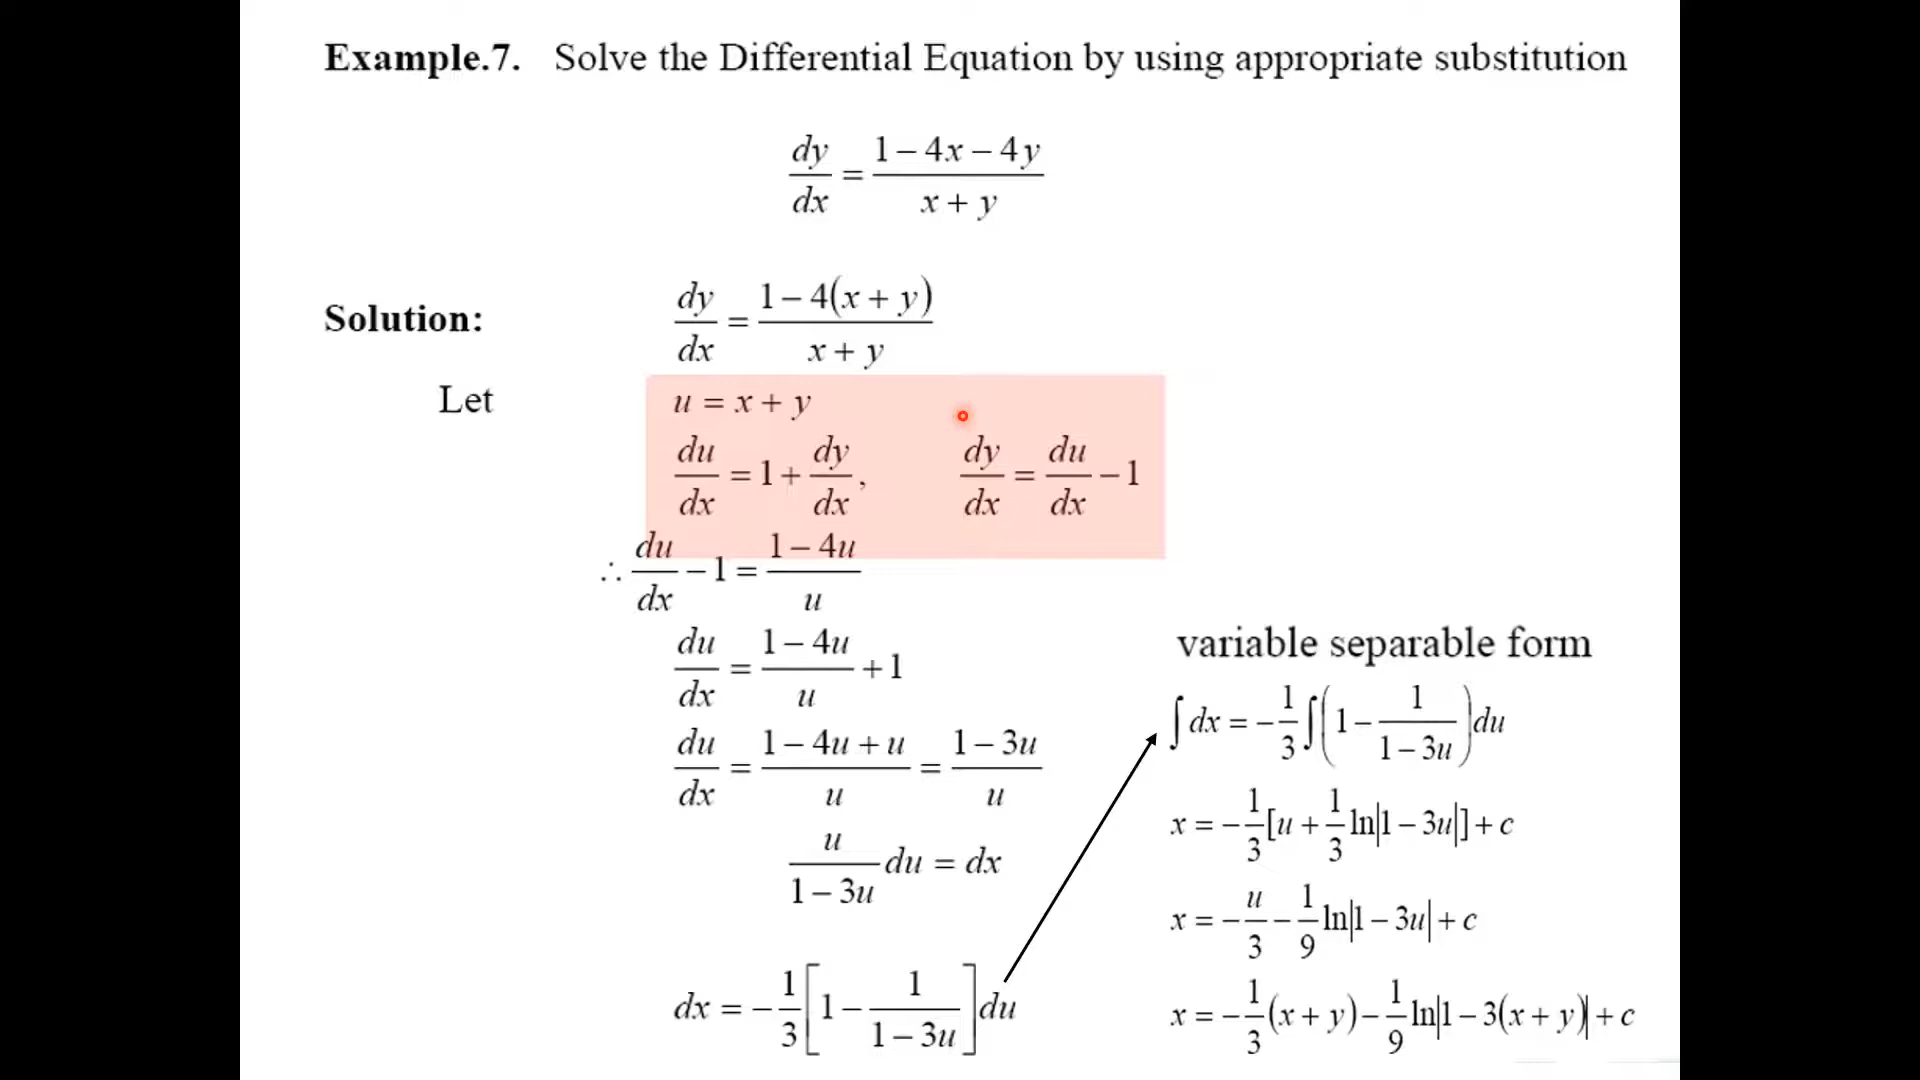 Example.7. Solve the Differential Equation by using appropriate substitution
dy/dx = (1 − 4x − 4y)/(x + y)
Solution: dy/dx = (1 − 4(x + y))/(x + y)
Let u = x + y
du/dx = 1 + dy/dx, dy/dx = du/dx − 1
∴ du/dx − 1 = (1 − 4u)/u
du/dx = (1 − 4u)/u + 1
du/dx = (1 − 4u + u)/u = (1 − 3u)/u
u/(1 − 3u) du = dx
dx = −1/3 [1 − 1/(1 − 3u)] du
variable separable form
∫ dx = −1/3 ∫ (1 − 1/(1 − 3u)) du
x = −1/3 [u + 1/3 ln|1 − 3u|] + c
x = −u/3 − 1/9 ln|1 − 3u| + c
x = −1/3 (x + y) − 1/9 ln|1 − 3(x + y)| + c